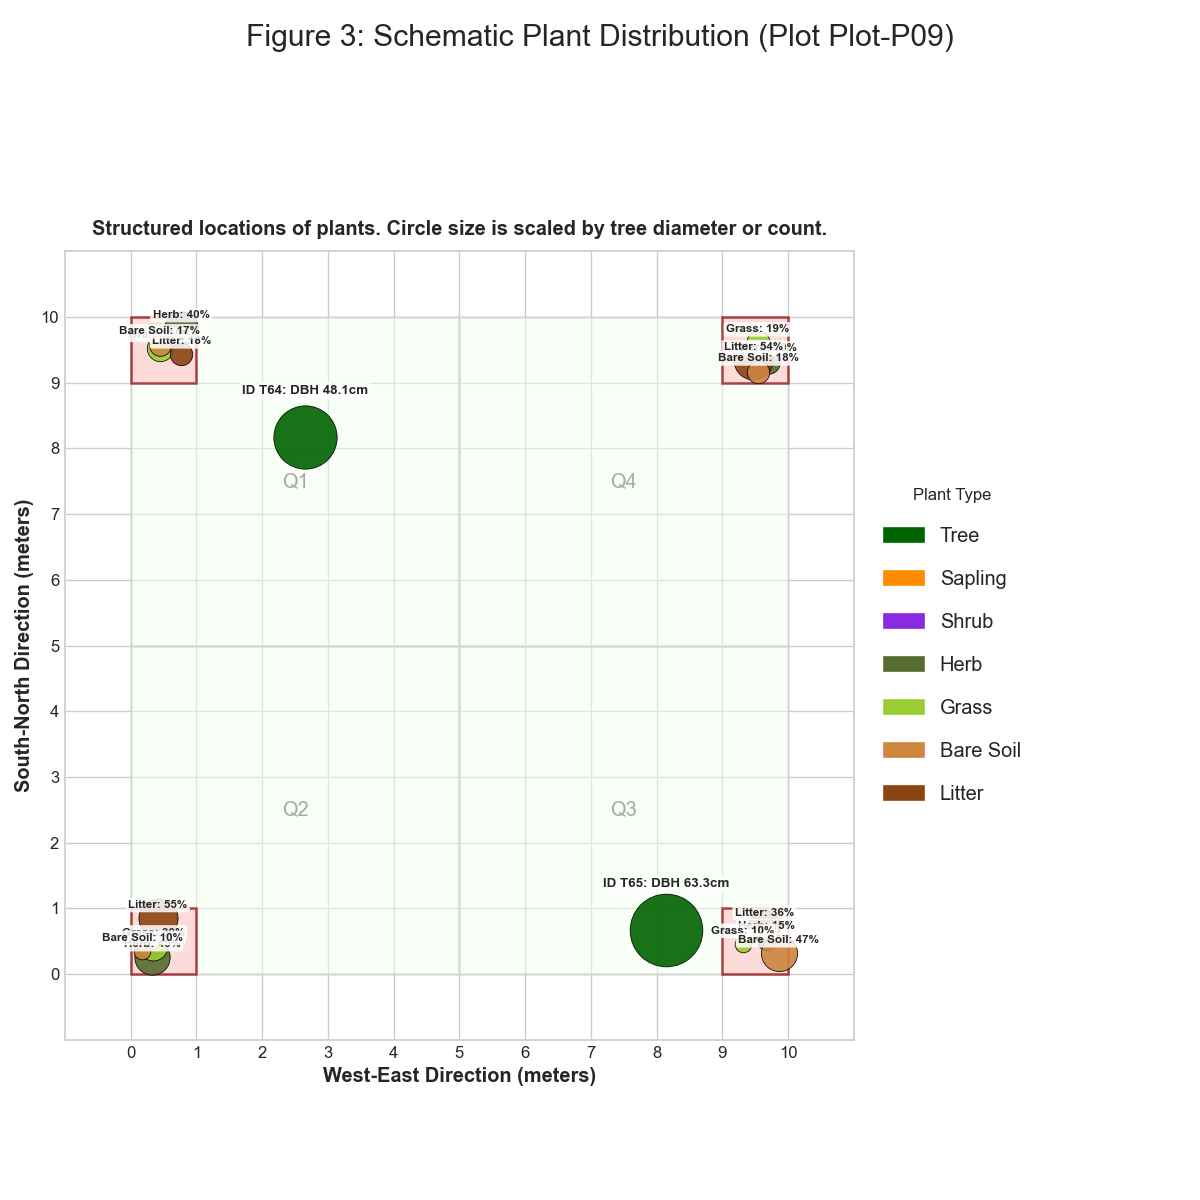 Figure 3: Schematic Plant Distribution (Plot Plot-P09)
Structured locations of plants. Circle size is scaled by tree diameter or count.
10
9
8
7
6
5
4
3
2
1
0
South-North Direction (meters)
Herb: 40%
Bare Soil: 17%
Litter: 18%
Grass: 19%
Litter: 54%
Bare Soil: 18%
ID T64: DBH 48.1cm
Q1
Q4
Q2
Q3
ID T65: DBH 63.3cm
Litter: 55%
Bare Soil: 10%
Litter: 36%
Herb: 15%
Grass: 10%
Bare Soil: 47%
0 1 2 3 4 5 6 7 8 9 10
West-East Direction (meters)
Plant Type
Tree
Sapling
Shrub
Herb
Grass
Bare Soil
Litter